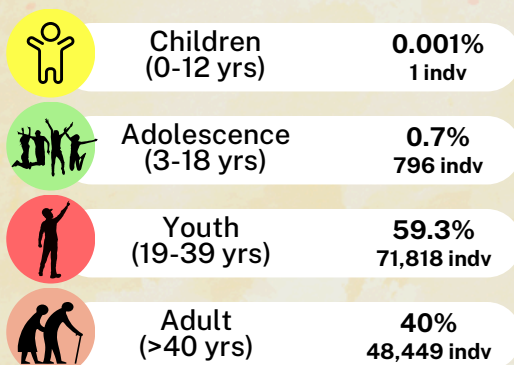 Children
(0-12 yrs)
0.001%
1 indv
Adolescence
(3-18 yrs)
0.7%
796 indv
Youth
(19-39 yrs)
59.3%
71,818 indv
Adult
(>40 yrs)
40%
48,449 indv